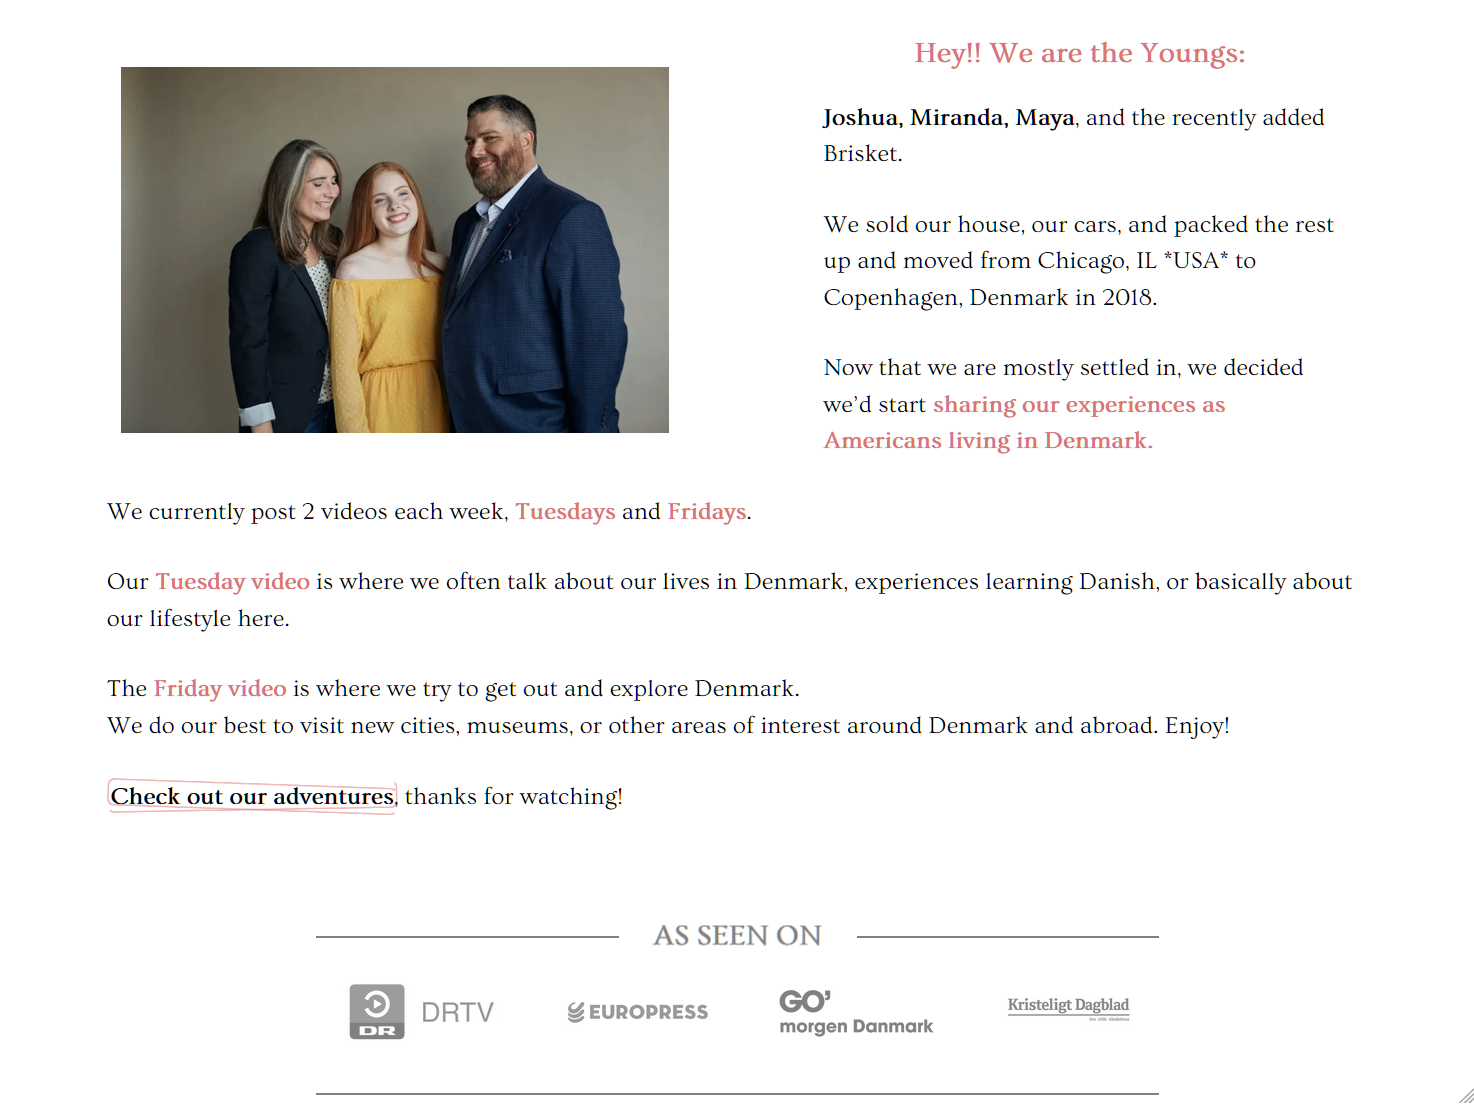 Hey!! We are the Youngs:
Joshua, Miranda, Maya, and the recently added
Brisket.
We sold our house, our cars, and packed the rest
up and moved from Chicago, IL *USA* to
Copenhagen, Denmark in 2018.
Now that we are mostly settled in, we decided
we’d start sharing our experiences as
Americans living in Denmark.
We currently post 2 videos each week, Tuesdays and Fridays.
Our Tuesday video is where we often talk about our lives in Denmark, experiences learning Danish, or basically about
our lifestyle here.
The Friday video is where we try to get out and explore Denmark.
We do our best to visit new cities, museums, or other areas of interest around Denmark and abroad. Enjoy!
Check out our adventures, thanks for watching!
AS SEEN ON
DR DRTV
EUROPRESS
GO’
morgen Danmark
Kristeligt Dagblad